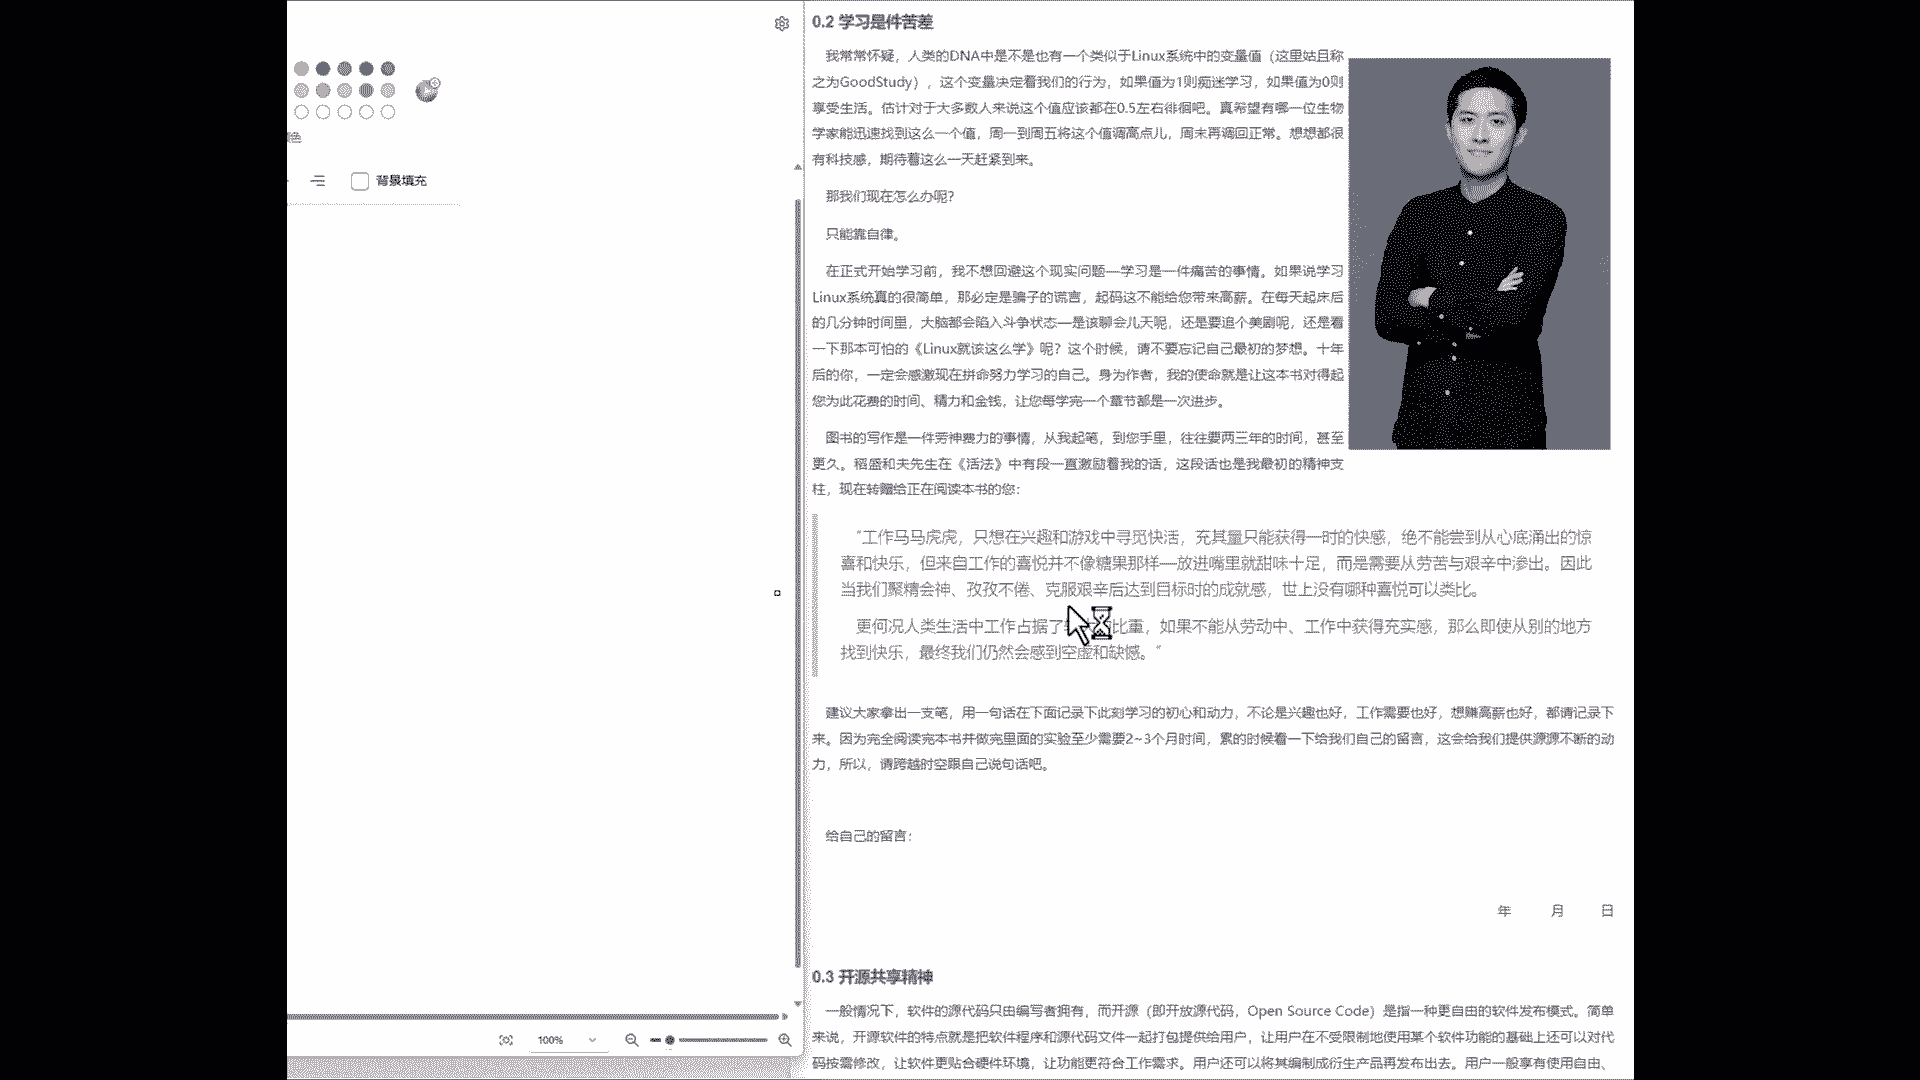 色
背景填充
100%
0.2 学习是件苦差
我常常怀疑，人类的DNA中是不是也有一个类似于Linux系统中的变量值（这里姑且称
之为GoodStudy），这个变量决定着我们的行为，如果值为1则痴迷学习，如果值为0则
享受生活。估计对于大多数人来说这个值应该都在0.5左右徘徊吧。真希望有哪一位生物
学家能迅速找到这么一个值，周一到周五将这个值调高点儿，周末再调回正常。想想都很
有科技感，期待着这么一天赶紧到来。
那我们现在怎么办呢？
只能靠自律。
在正式开始学习前，我不想回避这个现实问题—学习是一件痛苦的事情。如果说学习
Linux系统真的很简单，那必定是骗子的谎言，起码这不能给您带来高薪。在每天起床后
的几分钟时间里，大脑都会陷入斗争状态—是该聊会儿天呢，还是要追个美剧呢，还是看
一下那本可怕的《Linux就该这么学》呢？这个时候，请不要忘记自己最初的梦想。十年
后的你，一定会感激现在拼命努力学习的自己。身为作者，我的使命就是让这本书对得起
您为此花费的时间、精力和金钱，让您每学完一个章节都是一次进步。
图书的写作是一件劳神费力的事情，从我起笔，到您手里，往往要两三年的时间，甚至
更久。稻盛和夫先生在《活法》中有段一直激励着我的话，这段话也是我最初的精神支
柱，现在转赠给正在阅读本书的您：
“工作马马虎虎，只想在兴趣和游戏中寻觅快活，充其量只能获得一时的快感，绝不能尝到从心底涌出的惊
喜和快乐，但来自工作的喜悦并不像糖果那样—放进嘴里就甜味十足，而是需要从劳苦与艰辛中渗出。因此
当我们聚精会神、孜孜不倦、克服艰辛后达到目标时的成就感，世上没有哪种喜悦可以类比。
更何况人类生活中工作占据了比重，如果不能从劳动中、工作中获得充实感，那么即使从别的地方
找到快乐，最终我们仍然会感到空虚和缺憾。”
建议大家拿出一支笔，用一句话在下面记录下此刻学习的初心和动力，不论是兴趣也好，工作需要也好，想赚高薪也好，都请记录下
来。因为完全阅读完本书并做完里面的实验至少需要2~3个月时间，累的时候看一下给我们自己的留言，这会给我们提供源源不断的动
力，所以，请跨越时空跟自己说句话吧。
给自己的留言：
年 月 日
0.3 开源共享精神
一般情况下，软件的源代码只由编写者拥有，而开源（即开放源代码，Open Source Code）是指一种更自由的软件发布模式。简单
来说，开源软件的特点就是把软件程序和源代码文件一起打包提供给用户，让用户在不受限制地使用某个软件功能的基础上还可以对代
码按需修改，让软件更贴合硬件环境，让功能更符合工作需求。用户还可以将其编制成衍生产品再发布出去。用户一般享有使用自由、